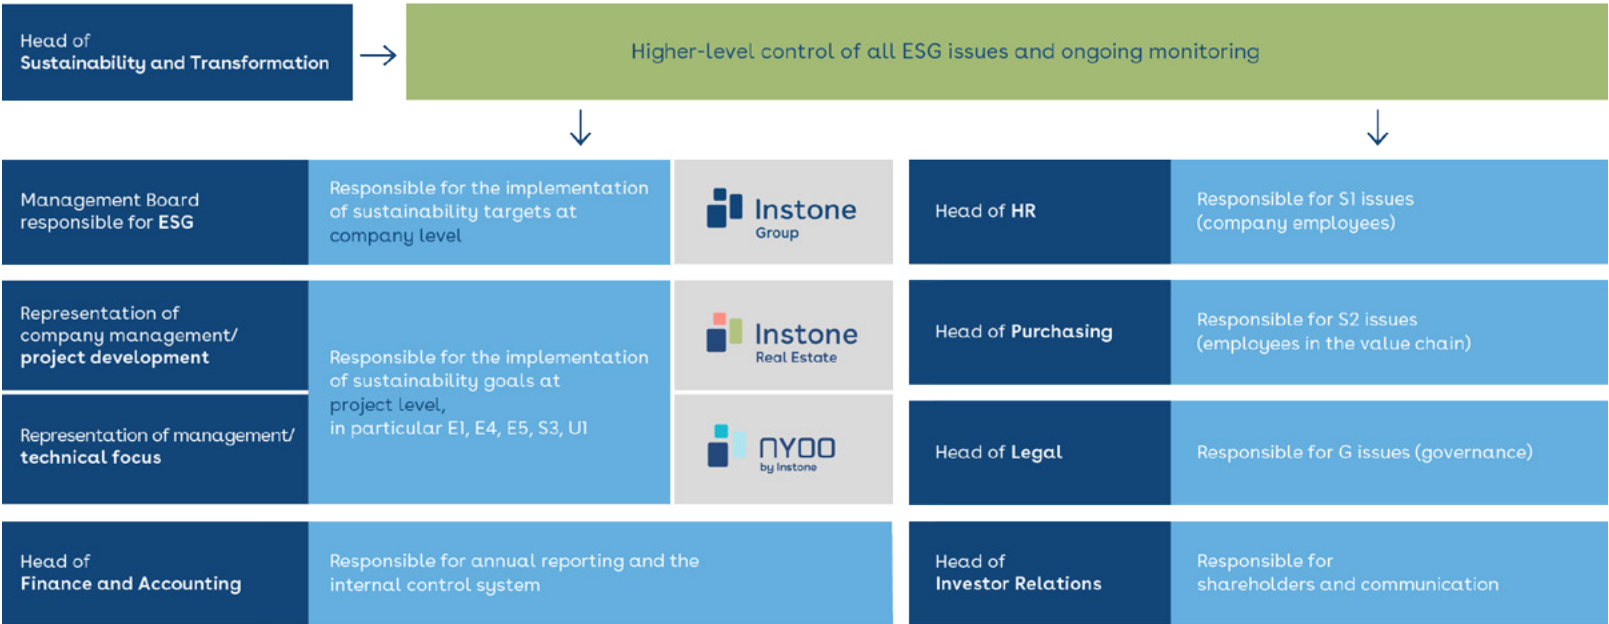 Head of
Sustainability and Transformation
Higher-level control of all ESG issues and ongoing monitoring
Management Board
responsible for ESG
Responsible for the implementation
of sustainability targets at
company level
Instone
Group
Representation of
company management/
project development
Representation of management/
technical focus
Responsible for the implementation
of sustainability goals at
project level,
in particular E1, E4, E5, S3, U1
Instone
Real Estate
NYOO
by Instone
Head of
Finance and Accounting
Responsible for annual reporting and the
internal control system
Head of HR
Responsible for S1 issues
(company employees)
Head of Purchasing
Responsible for S2 issues
(employees in the value chain)
Head of Legal
Responsible for G issues (governance)
Head of
Investor Relations
Responsible for
shareholders and communication